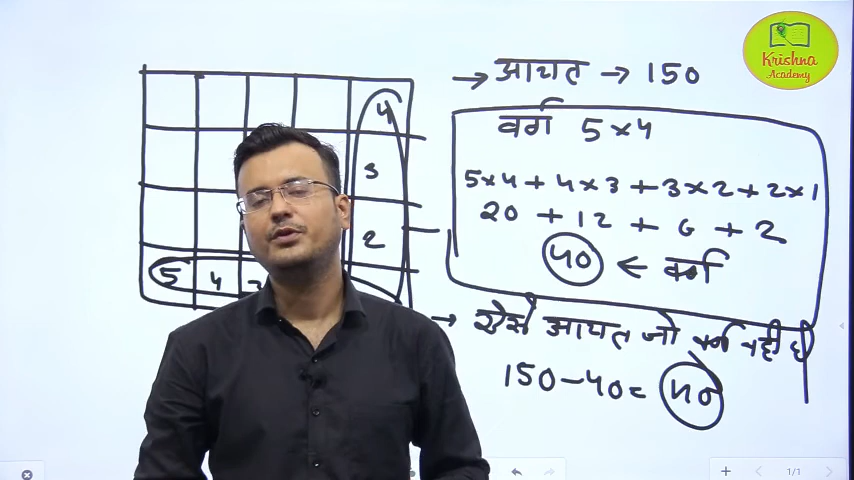 Krishna
Academy
4
3
2
5 4
→ आयत → 150
वर्ग 5×4
5×4 + 4×3 + 3×2 + 2×1
20 + 12 + 6 + 2
40 ← वर्ग
→ ऐसे आयत जो वर्ग नही हो
150-40= 110
1/1